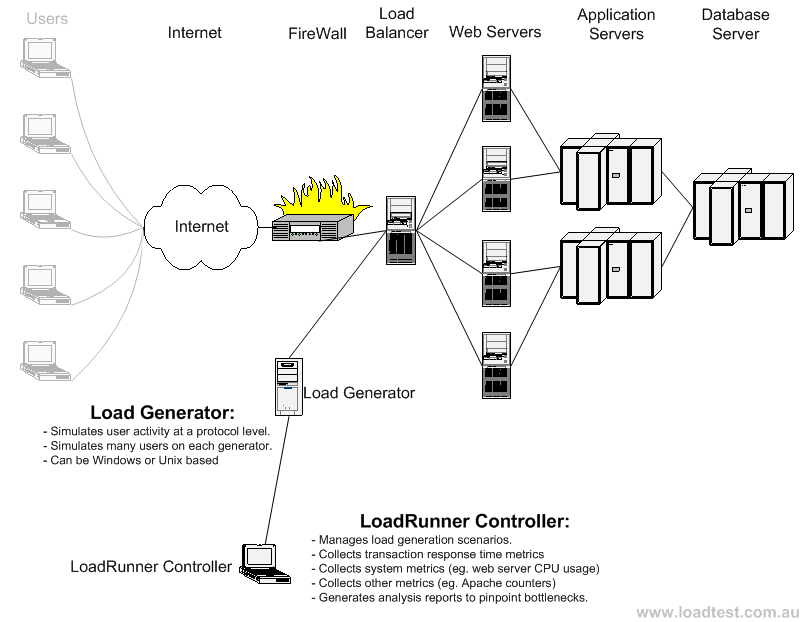 Users
Internet
FireWall
Load
Balancer
Web Servers
Application
Servers
Database
Server
Internet
Load Generator
Load Generator:
- Simulates user activity at a protocol level.
- Simulates many users on each generator.
- Can be Windows or Unix based
LoadRunner Controller
LoadRunner Controller:
- Manages load generation scenarios.
- Collects transaction response time metrics
- Collects system metrics (eg. web server CPU usage)
- Collects other metrics (eg. Apache counters)
- Generates analysis reports to pinpoint bottlenecks.
www.loadtest.com.au